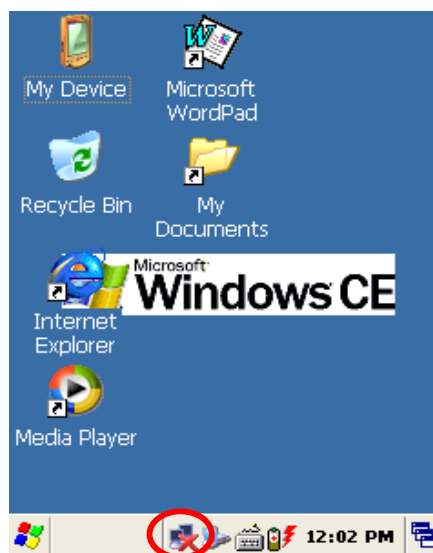 My Device
Microsoft
WordPad
Recycle Bin
My
Documents
Microsoft
Windows CE
Internet
Explorer
Media Player
12:02 PM